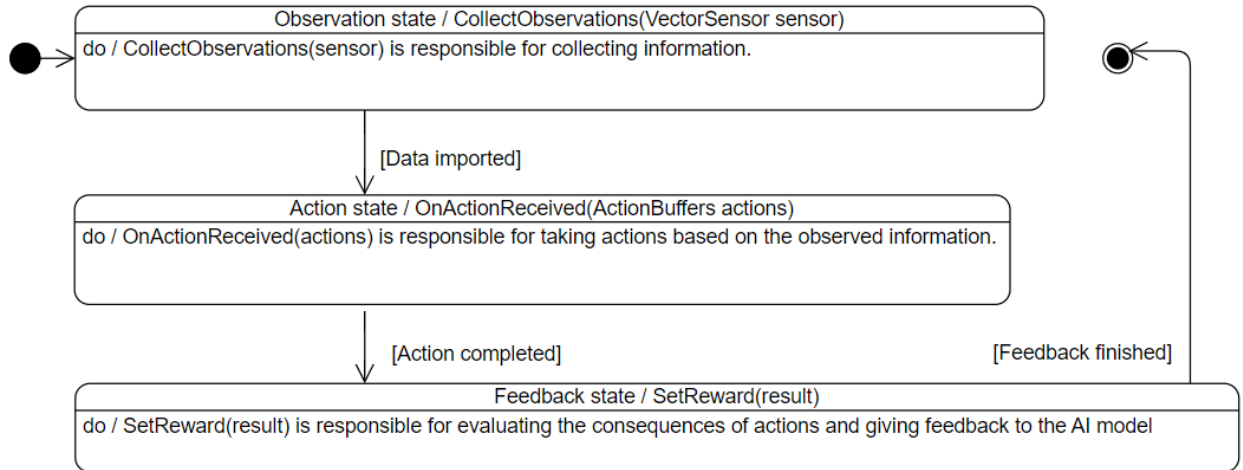 Observation state / CollectObservations(VectorSensor sensor)
do / CollectObservations(sensor) is responsible for collecting information.
[Data imported]
Action state / OnActionReceived(ActionBuffers actions)
do / OnActionReceived(actions) is responsible for taking actions based on the observed information.
[Action completed]
[Feedback finished]
Feedback state / SetReward(result)
do / SetReward(result) is responsible for evaluating the consequences of actions and giving feedback to the AI model